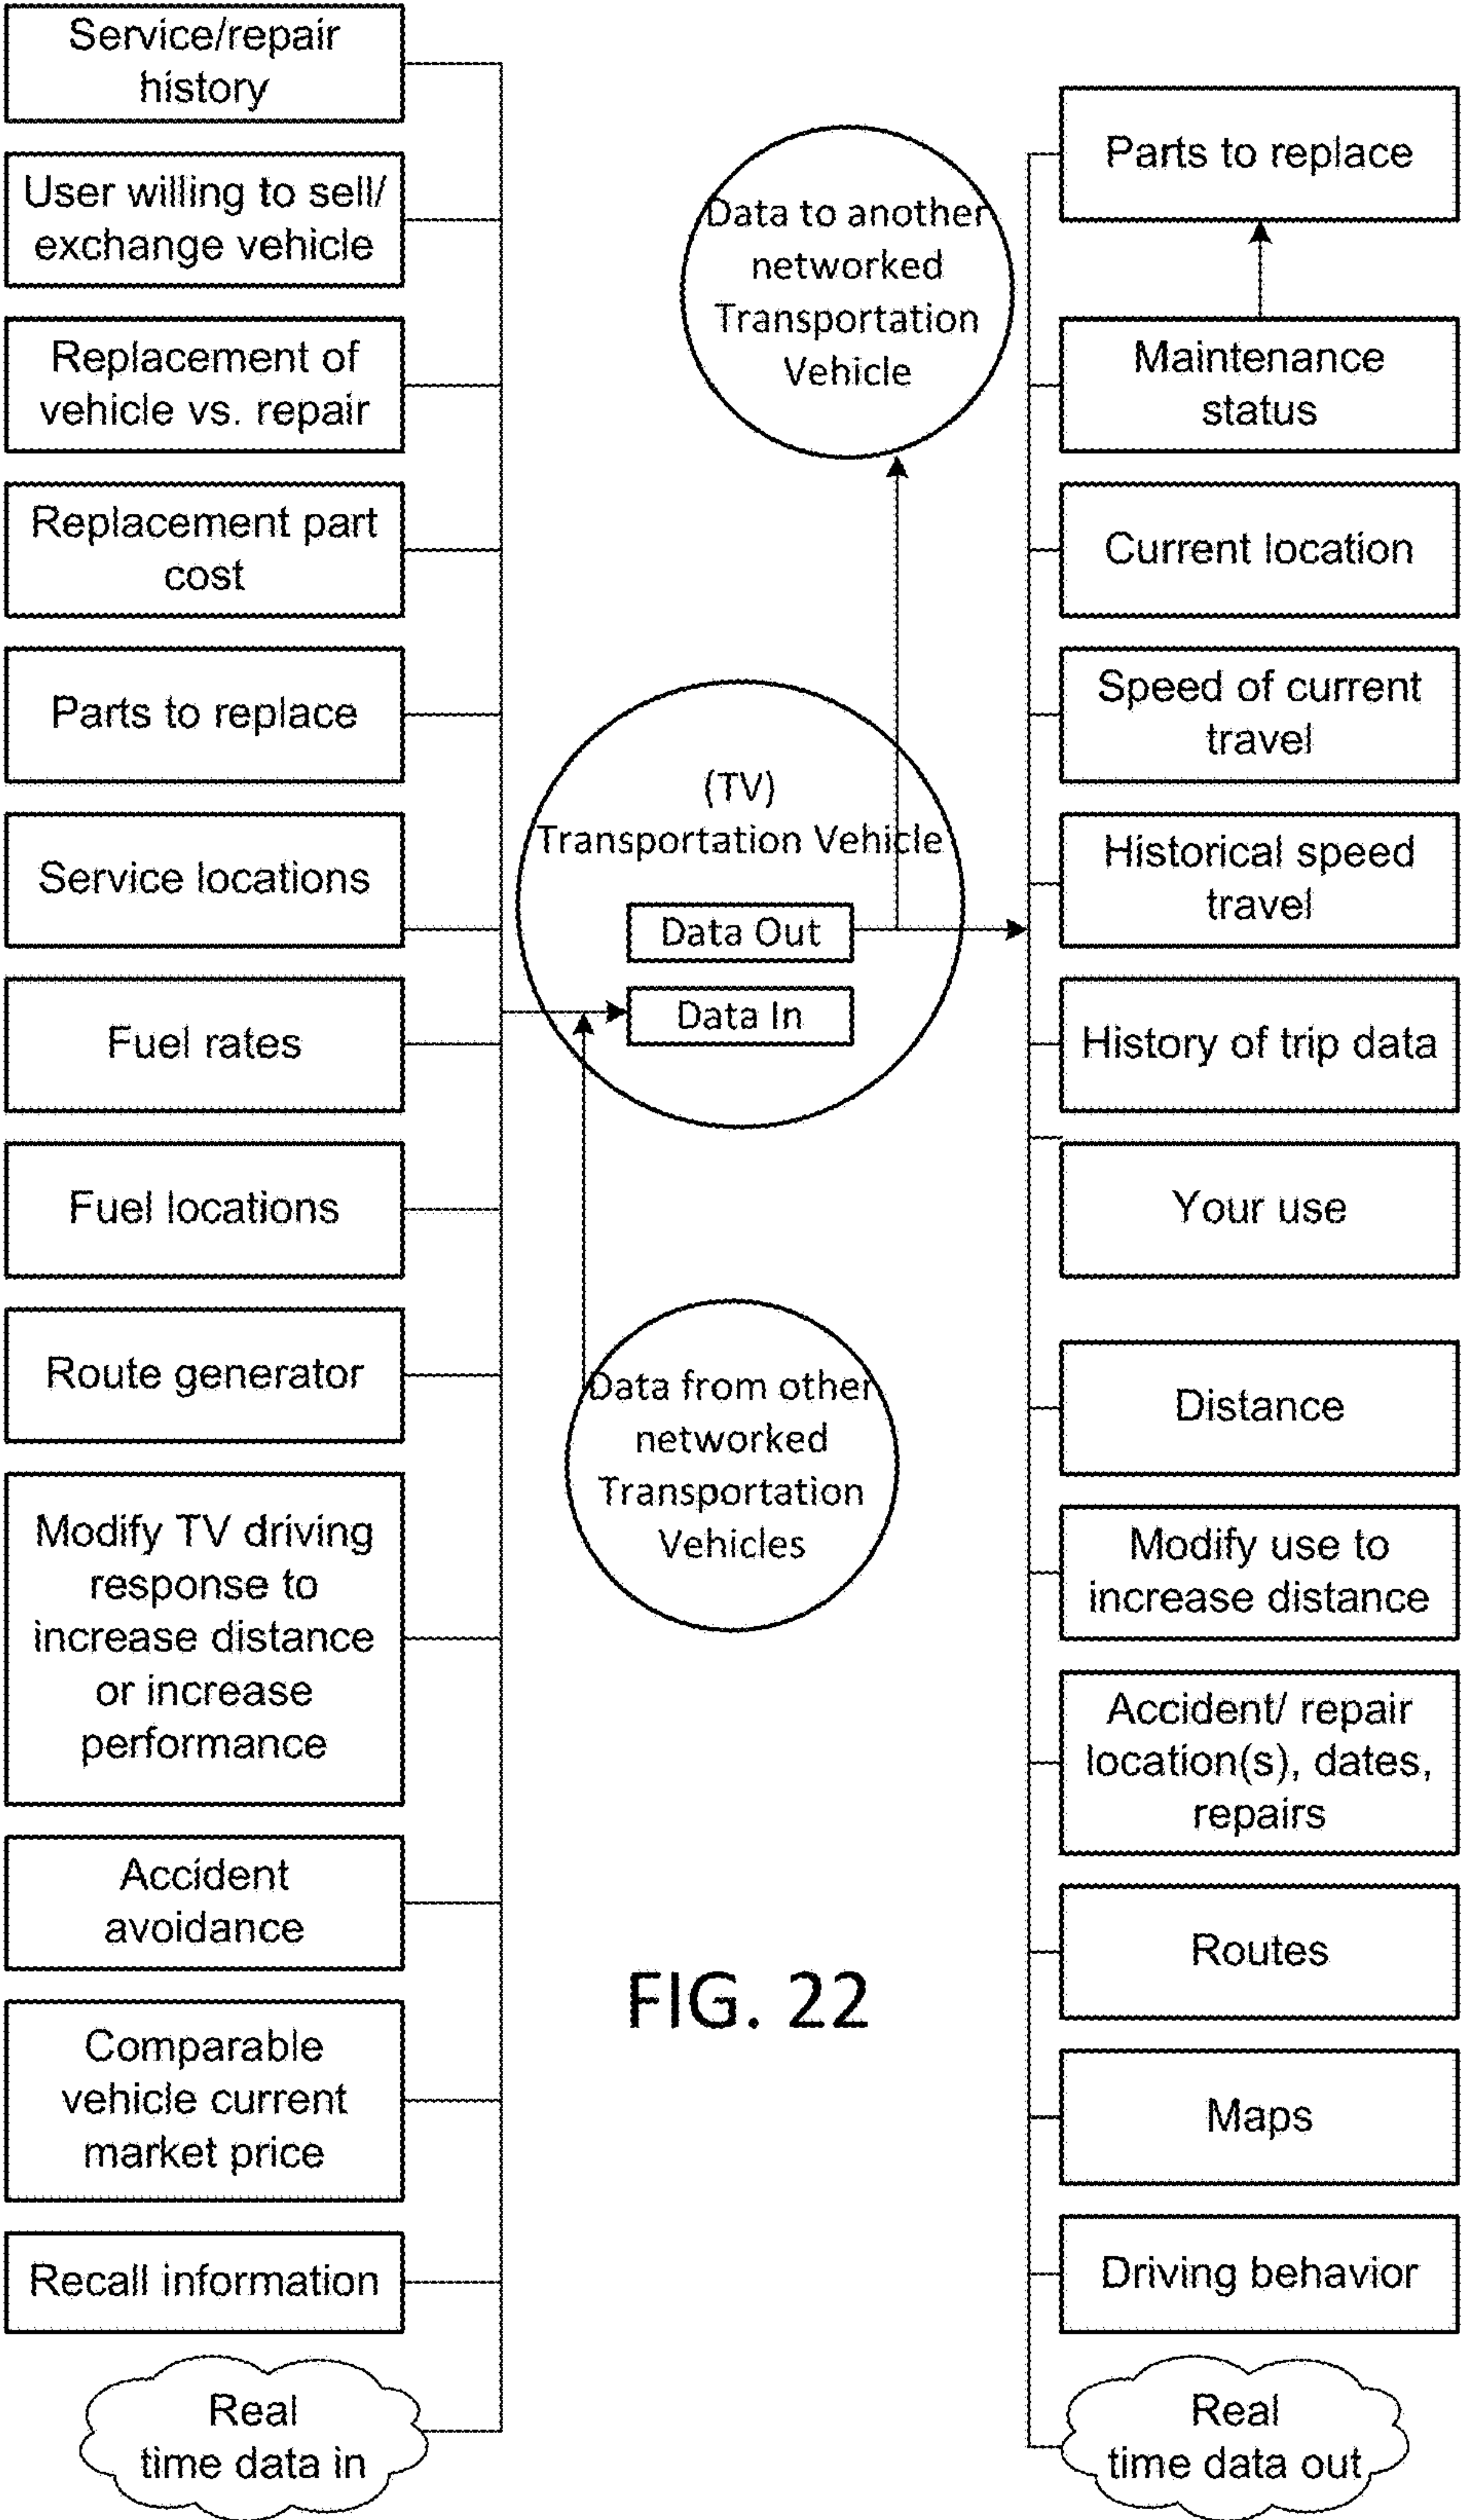 Service/repair
history
User willing to sell/
exchange vehicle
Replacement of
vehicle vs. repair
Replacement part
cost
Parts to replace
Service locations
Fuel rates
Fuel locations
Route generator
Modify TV driving
response to
increase distance
or increase
performance
Accident
avoidance
Comparable
vehicle current
market price
Recall information
Real
time data in
Data to another
networked
Transportation
Vehicle
(TV)
Transportation Vehicle
Data Out
Data In
Data from other
networked
Transportation
Vehicles
FIG. 22
Parts to replace
Maintenance
status
Current location
Speed of current
travel
Historical speed
travel
History of trip data
Your use
Distance
Modify use to
increase distance
Accident/ repair
location(s), dates,
repairs
Routes
Maps
Driving behavior
Real
time data out